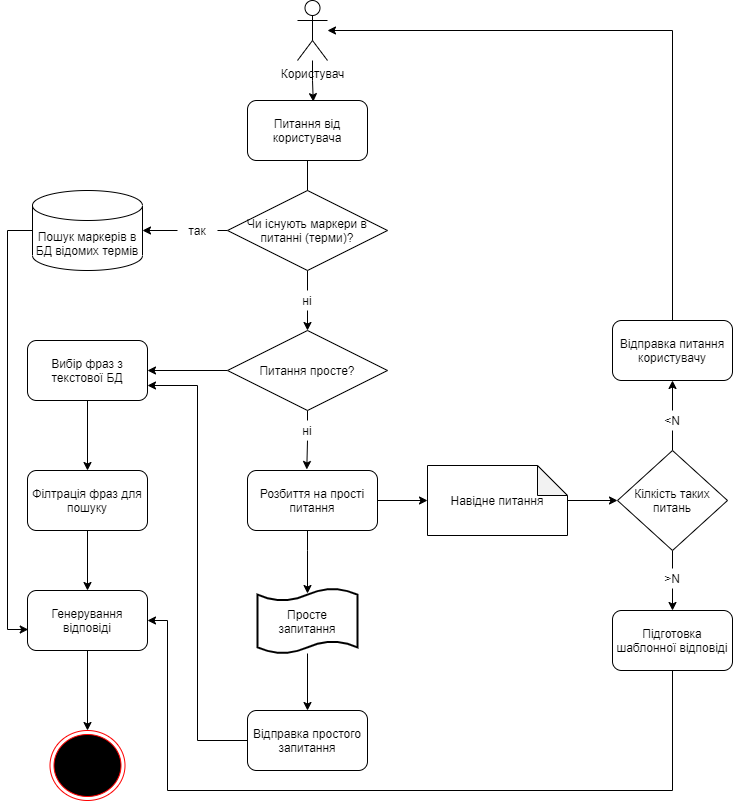 Користувач
Питання від
користувача
Чи існують маркери в
питанні (терми)?
так
Пошук маркерів в
БД відомих термів
ні
Відправка питання
користувачу
Вибір фраз з
текстової БД
Питання просте?
<N
ні
Філтрація фраз для
пошуку
Розбиття на прості
питання
Навідне питання
Кілкість таких
питань
>N
Генерування
відповіді
Просте
запитання
Підготовка
шаблонної відповіді
Відправка простого
запитання